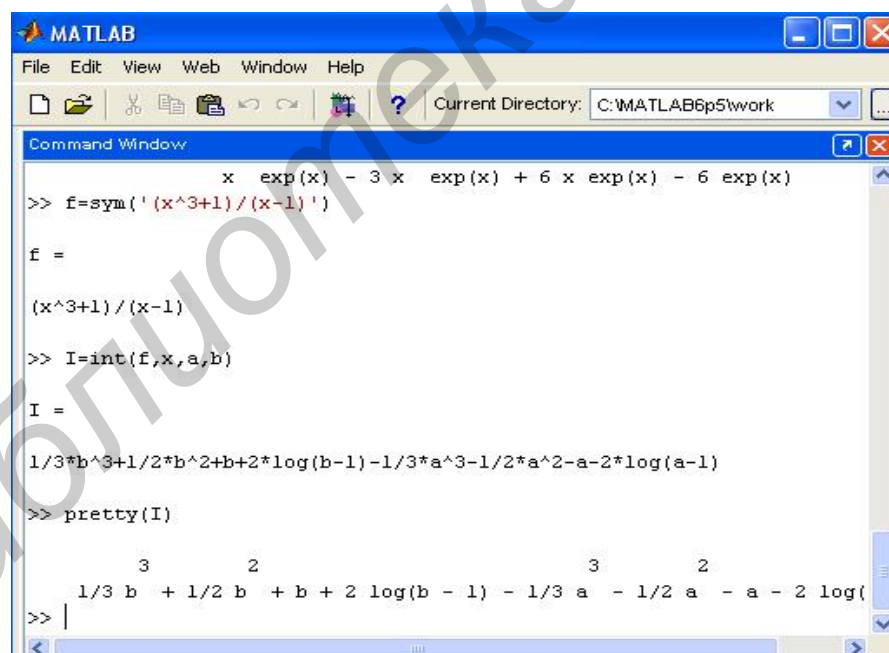 MATLAB
File Edit View Web Window Help
? Current Directory: C:\MATLAB6p5\work ...
Command Window
x exp(x) - 3 x exp(x) + 6 x exp(x) - 6 exp(x)
>> f=sym('(x^3+1)/(x-1)')
f =
(x^3+1)/(x-1)
>> I=int(f,x,a,b)
I =
1/3*b^3+1/2*b^2+b+2*log(b-1)-1/3*a^3-1/2*a^2-a-2*log(a-1)
>> pretty(I)
3 2 3 2
1/3 b + 1/2 b + b + 2 log(b - 1) - 1/3 a - 1/2 a - a - 2 log(
>>